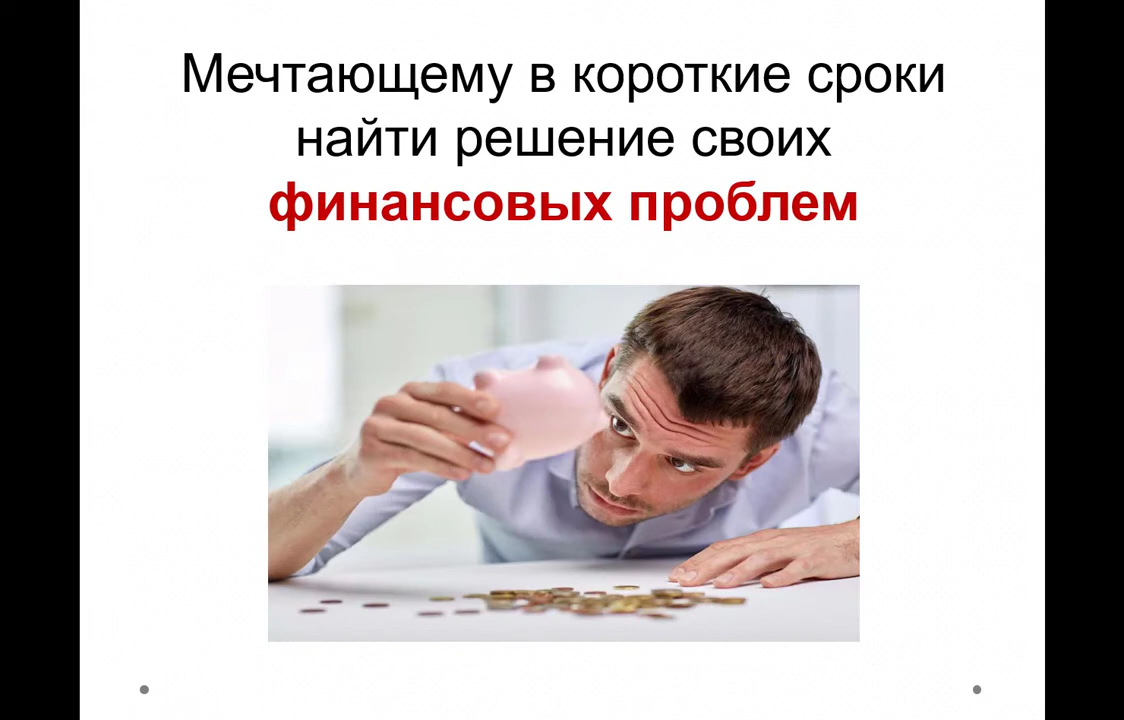 Мечтающему в короткие сроки
найти решение своих
финансовых проблем